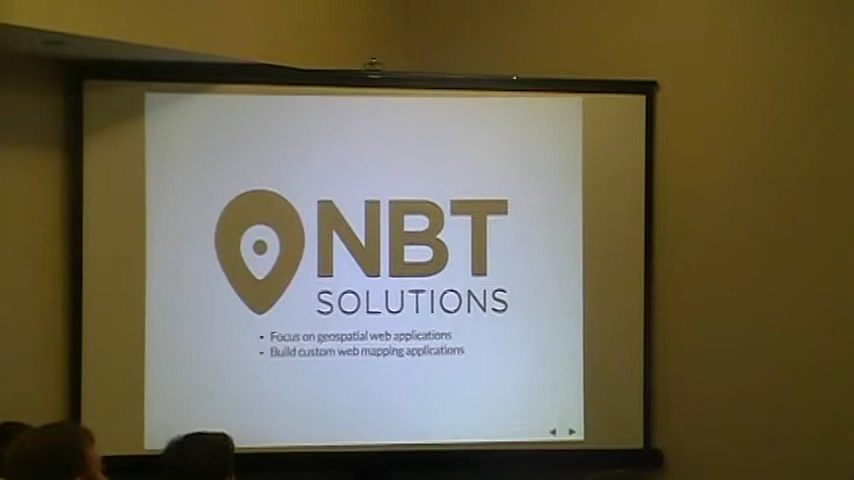 NBT
SOLUTIONS
- Focus on geospatial web applications
- Build custom web mapping applications